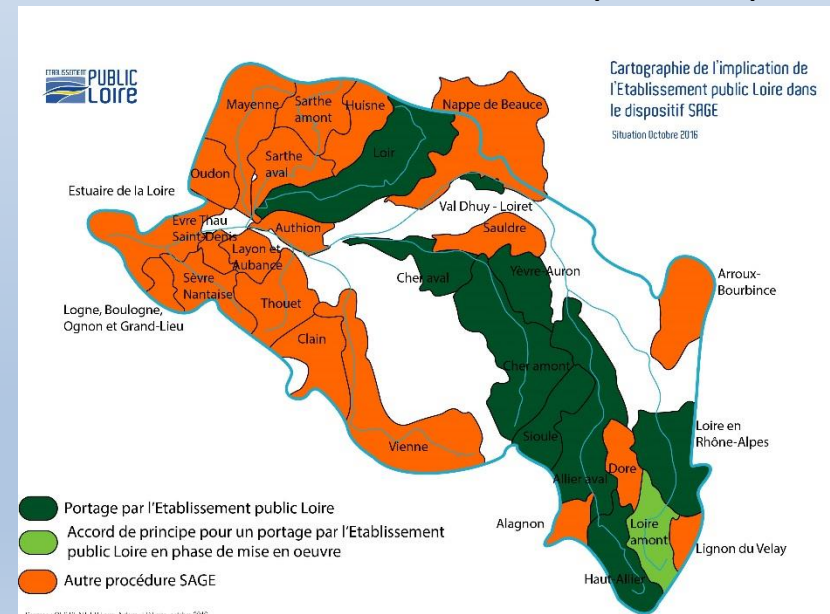 ETABLISSEMENT PUBLIC
LOIRE
Cartographie de l'implication de
l'Etablissement public Loire dans
le dispositif SAGE
Situation Octobre 2016
Mayenne
Sarthe
amont
Huisne
Nappe de Beauce
Loir
Sarthe
aval
Oudon
Estuaire de la Loire
Val Dhuy - Loiret
Evre Thau
Saint-Denis
Authion
Sauldre
Layon et
Aubance
Cher aval
Yèvre-Auron
Arroux-
Bourbince
Sèvre
Nantaise
Thouet
Logne, Boulogne,
Ognon et Grand-Lieu
Clain
Cher amont
Loire en
Rhône-Alpes
Sioule
Vienne
Dore
Allier aval
Portage par l'Etablissement public Loire
Accord de principe pour un portage par l'Etablissement
public Loire en phase de mise en oeuvre
Autre procédure SAGE
Alagnon
Loire
amont
Lignon du Velay
Haut-Allier